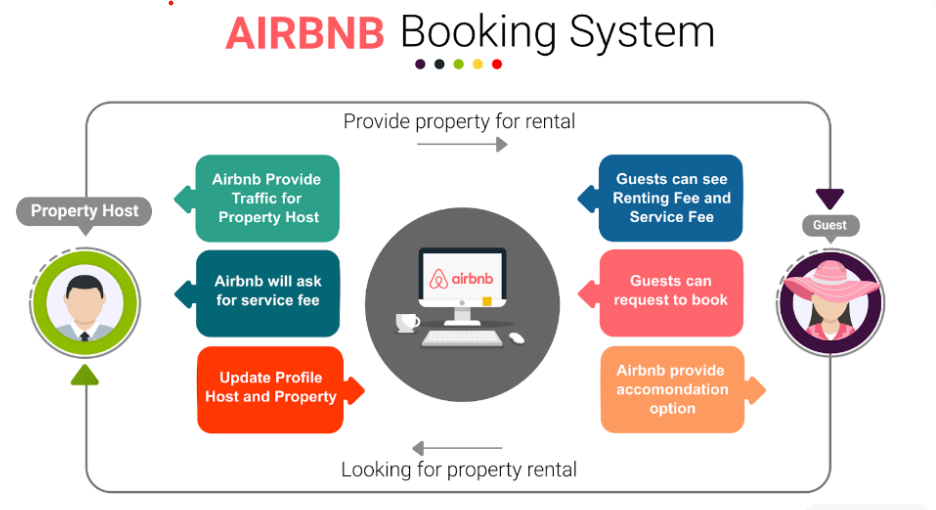 AIRBNB Booking System
Provide property for rental
Airbnb Provide
Traffic for
Property Host
Guests can see
Renting Fee and
Service Fee
Property Host
Guest
Airbnb will ask
for service fee
airbnb
Guests can
request to book
Update Profile
Host and Property
Airbnb provide
accomondation
option
Looking for property rental